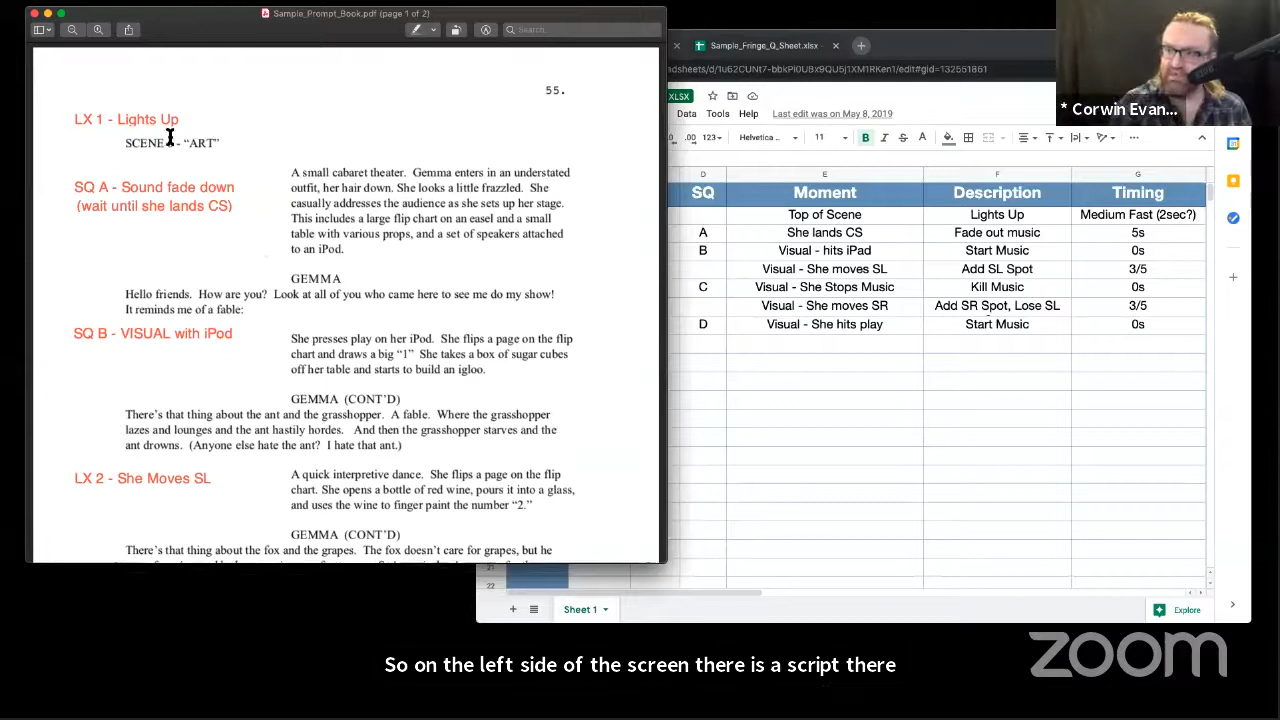 Sample_Prompt_Book.pdf (page 1 of 2)
Search...
55.
LX 1 - Lights Up
SCENE - "ART"
A small cabaret theater. Gemma enters in an understated
SQ A - Sound fade down
outfit, her hair down. She looks a little frazzled. She
(wait until she lands CS)
casually addresses the audience as she sets up her stage.
This includes a large flip chart on an easel and a small
table with various props, and a set of speakers attached
to an iPod.
GEMMA
Hello friends. How are you? Look at all of you who came here to see me do my show!
It reminds me of a fable:
SQ B - VISUAL with iPod
She presses play on her iPod. She flips a page on the flip
chart and draws a big "1" She takes a box of sugar cubes
off her table and starts to build an igloo.
GEMMA (CONT'D)
There's that thing about the ant and the grasshopper. A fable. Where the grasshopper
lazes and lounges and the ant hastily hordes. And then the grasshopper starves and the
ant drowns. (Anyone else hate the ant? I hate that ant.)
LX 2 - She Moves SL
A quick interpretive dance. She flips a page on the flip
chart. She opens a bottle of red wine, pours it into a glass,
and uses the wine to finger paint the number "2."
GEMMA (CONT'D)
There's that thing about the fox and the grapes. The fox doesn't care for grapes, but he
Sample_Fringe_Q_Sheet.xlsx
adsheets/d/1u62CUNt7-bbkPl0UBx9QU5j1XM1RKen1/edit#gid=132551861
XLSX
Data Tools Help Last edit was on May 8, 2019
123 Helvetica ... 11 B I S A
D E F G
SQ Moment Description Timing
Top of Scene Lights Up Medium Fast (2sec?)
A She lands CS Fade out music 5s
B Visual - hits iPad Start Music 0s
Visual - She moves SL Add SL Spot 3/5
C Visual - She Stops Music Kill Music 0s
Visual - She moves SR Add SR Spot, Lose SL 3/5
D Visual - She hits play Start Music 0s
22
Sheet 1
Explore
* Corwin Evan...
So on the left side of the screen there is a script there
zoom